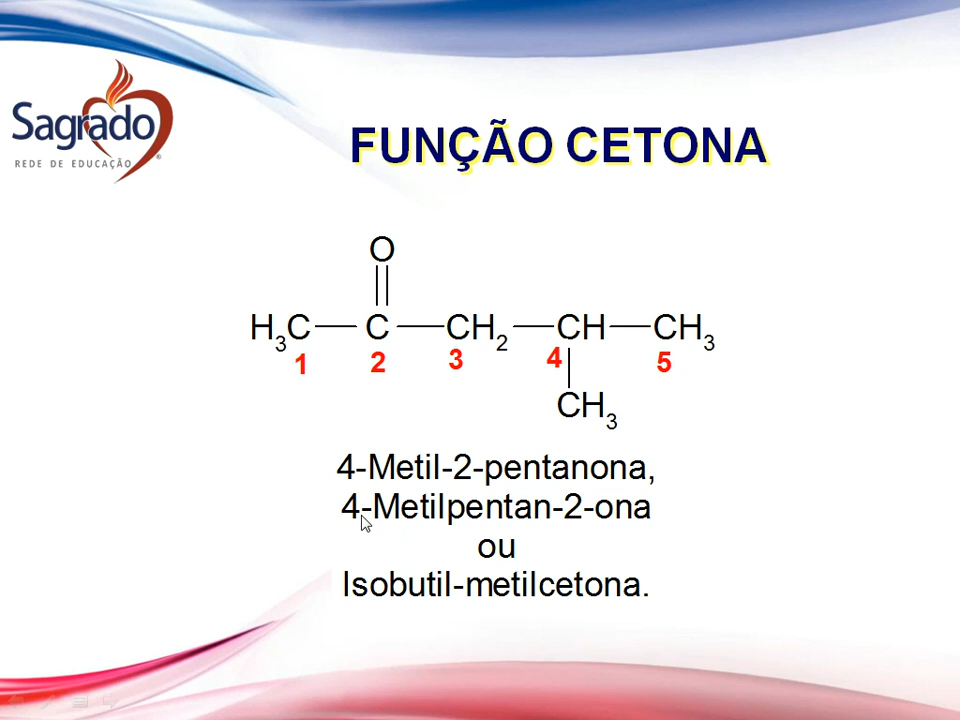 Sagrado
REDE DE EDUCAÇÃO
FUNÇÃO CETONA
O
H₃C — C — CH₂ — CH — CH₃
1 2 3 4 5
CH₃
4-Metil-2-pentanona,
4-Metilpentan-2-ona
ou
Isobutil-metilcetona.